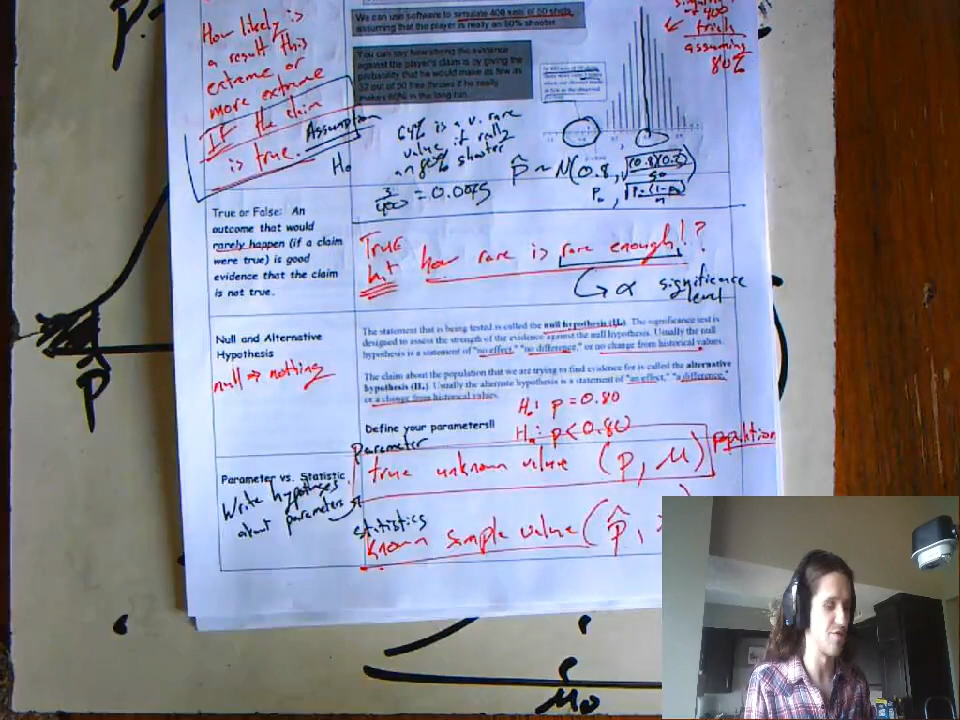 How likely is
a result this
extreme or
more extreme
IF the claim
is true. Assumption
H₀
We can use software to simulate 400 sets of 50 shots
assuming that the player is really an 80% shooter
You can say how strong the evidence
against the player's claim is by giving the
probability that he would make as few as
32 out of 50 free throws if he really
makes 80% in the long run.
of 400
trials
assuming
80%
64% is a v. rare
value if really
an 80% shooter
3/400 = 0.0075
p̂ ~ N(0.8, √((0.8)(0.2)/50))
True or False: An
outcome that would
rarely happen (if a claim
were true) is good
evidence that the claim
is not true.
True
but how rare is rare enough!?
↳ α significance
level
Null and Alternative
Hypothesis
null → nothing
The statement that is being tested is called the null hypothesis (H₀). The significance test is
designed to assess the strength of the evidence against the null hypothesis. Usually the null
hypothesis is a statement of "no effect," "no difference," or no change from historical values.
The claim about the population that we are trying to find evidence for is called the alternative
hypothesis (Hₐ). Usually the alternate hypothesis is a statement of "an effect," "a difference,"
or a change from historical values.
H₀: p = 0.80
Hₐ: p < 0.80
Define your parameters!!
Parameter vs. Statistic
Write hypotheses
about parameters
parameter
true unknown value (p, μ) population
statistics
known sample value (p̂,
P
μ₀